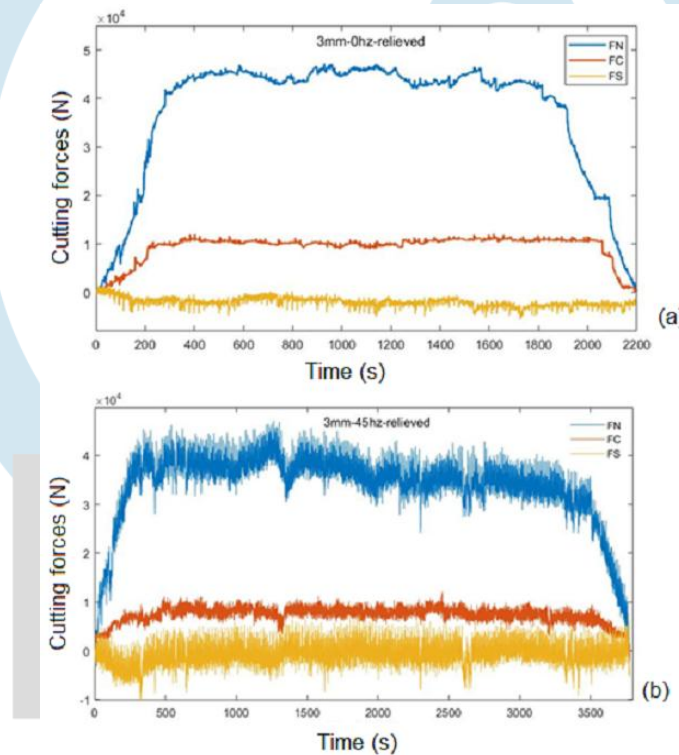 ×10⁴
3mm-0hz-relieved
FN
FC
FS
5
4
3
2
1
0
Cutting forces (N)
0 200 400 600 800 1000 1200 1400 1600 1800 2000 2200
Time (s)
(a)
×10⁴
3mm-45hz-relieved
FN
FC
FS
4
3
2
1
0
-1
Cutting forces (N)
0 500 1000 1500 2000 2500 3000 3500
Time (s)
(b)